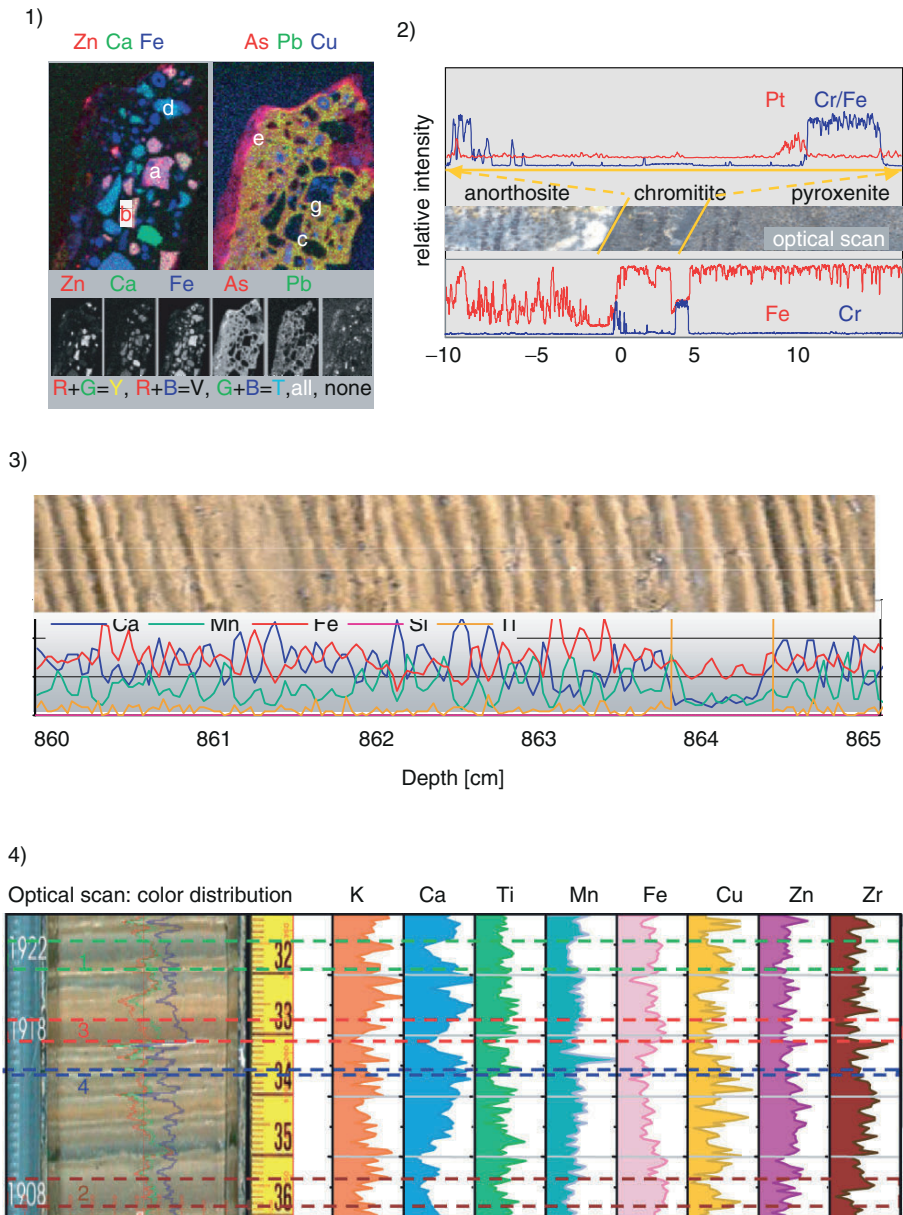 1)
Zn Ca Fe
As Pb Cu
d
a
b
e
g
c
Zn Ca Fe As Pb
R+G=Y, R+B=V, G+B=T,all, none
2)
relative intensity
Pt Cr/Fe
anorthosite chromitite pyroxenite
optical scan
Fe Cr
−10 −5 0 5 10
3)
Ca Mn Fe Si Ti
860 861 862 863 864 865
Depth [cm]
4)
Optical scan: color distribution K Ca Ti Mn Fe Cu Zn Zr
1922
1
32
33
1918
3
34
4
35
1908
2
36